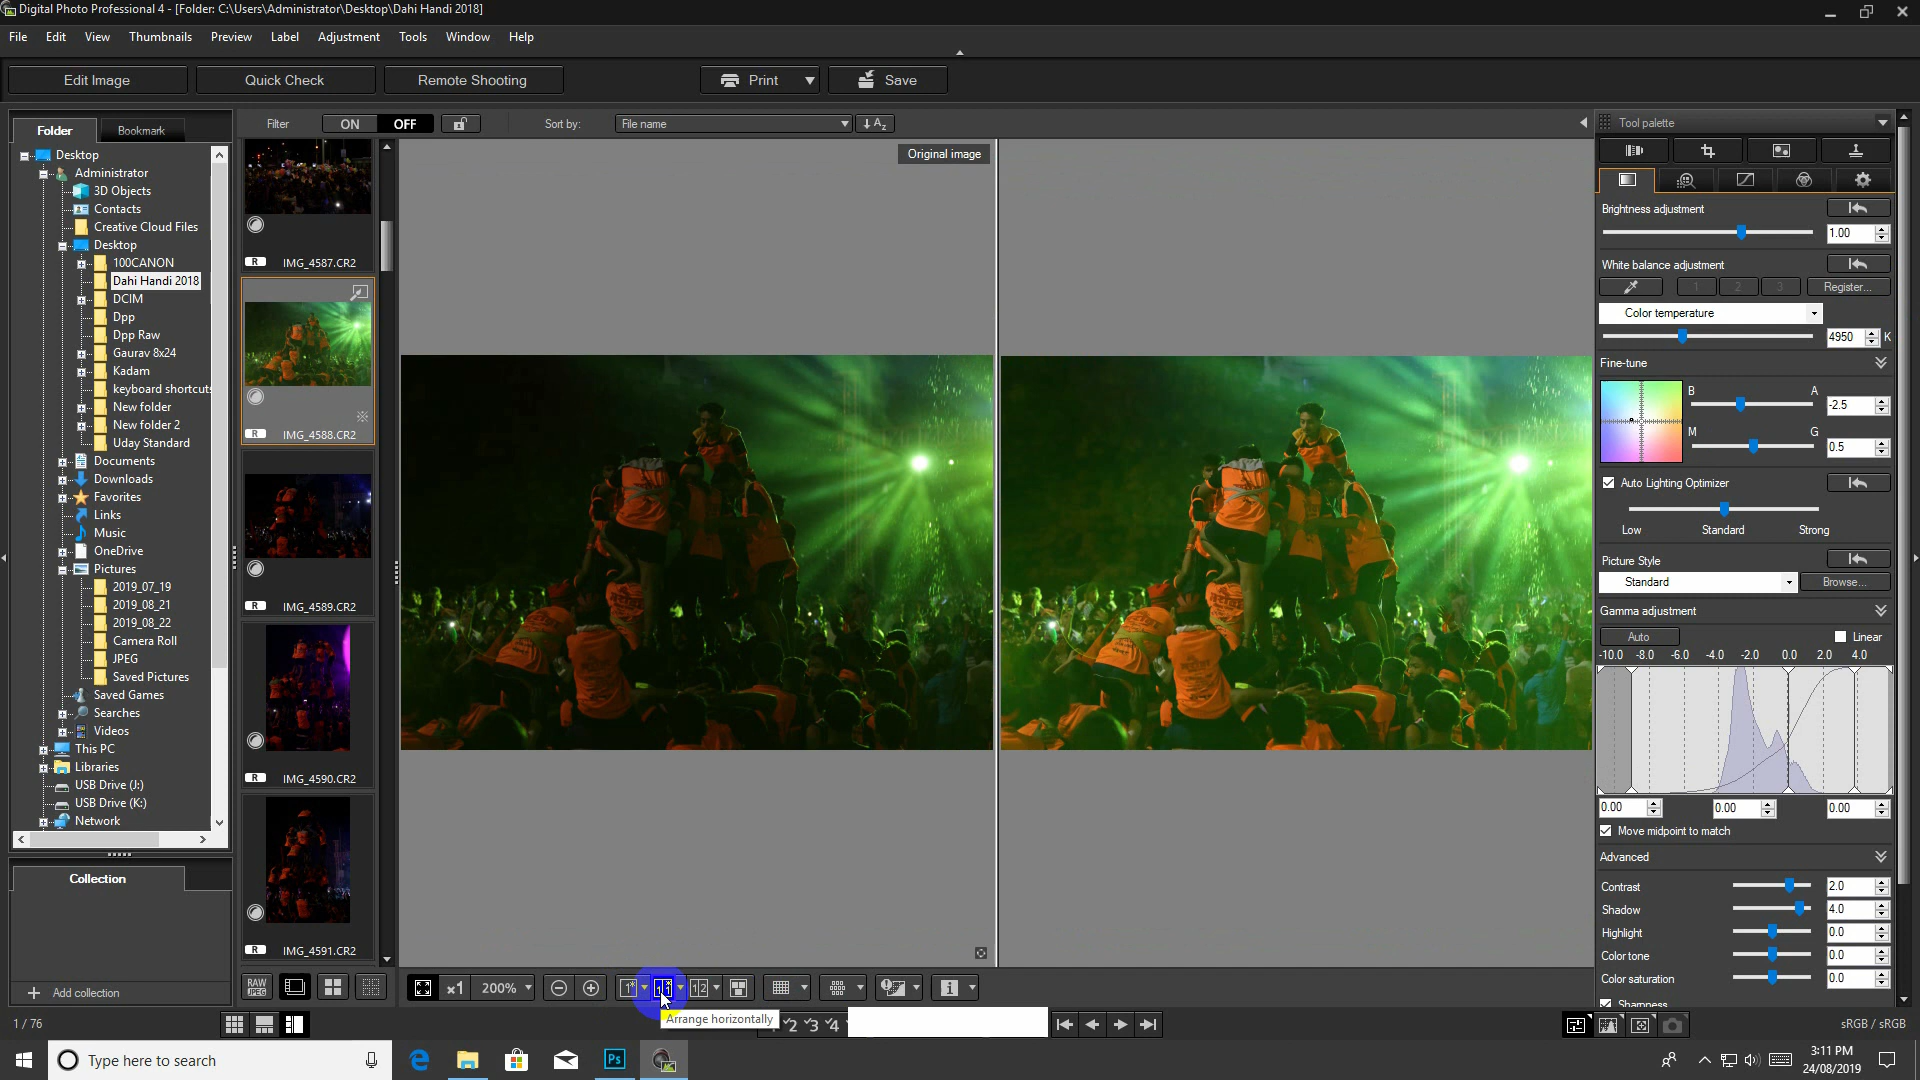 Digital Photo Professional 4 - [Folder: C:\Users\Administrator\Desktop\Dahi Handi 2018]
File Edit View Thumbnails Preview Label Adjustment Tools Window Help
Edit Image Quick Check Remote Shooting Print Save
Folder Bookmark
Filter ON OFF Sort by: File name
Tool palette
Desktop
Administrator
3D Objects
Contacts
Creative Cloud Files
Desktop
100CANON
Dahi Handi 2018
DCIM
Dpp
Dpp Raw
Gaurav 8x24
Kadam
keyboard shortcuts
New folder
New folder 2
Uday Standard
Documents
Downloads
Favorites
Links
Music
OneDrive
Pictures
2019_07_19
2019_08_21
2019_08_22
Camera Roll
JPEG
Saved Pictures
Saved Games
Searches
Videos
This PC
Libraries
USB Drive (J:)
USB Drive (K:)
Network
Collection
Add collection
R IMG_4587.CR2
R IMG_4588.CR2
R IMG_4589.CR2
R IMG_4590.CR2
R IMG_4591.CR2
Original image
Brightness adjustment
1.00
White balance adjustment
1 2 3 Register...
Color temperature
4950 K
Fine-tune
B A -2.5
M G 0.5
Auto Lighting Optimizer
Low Standard Strong
Picture Style
Standard Browse...
Gamma adjustment
Auto Linear
-10.0 -8.0 -6.0 -4.0 -2.0 0.0 2.0 4.0
0.00 0.00 0.00
Move midpoint to match
Advanced
Contrast 2.0
Shadow 4.0
Highlight 0.0
Color tone 0.0
Color saturation 0.0
Sharpness
RAW JPEG
x1 200%
Arrange horizontally
2 3 4
1 / 76
sRGB / sRGB
Type here to search
Ps
3:11 PM
24/08/2019